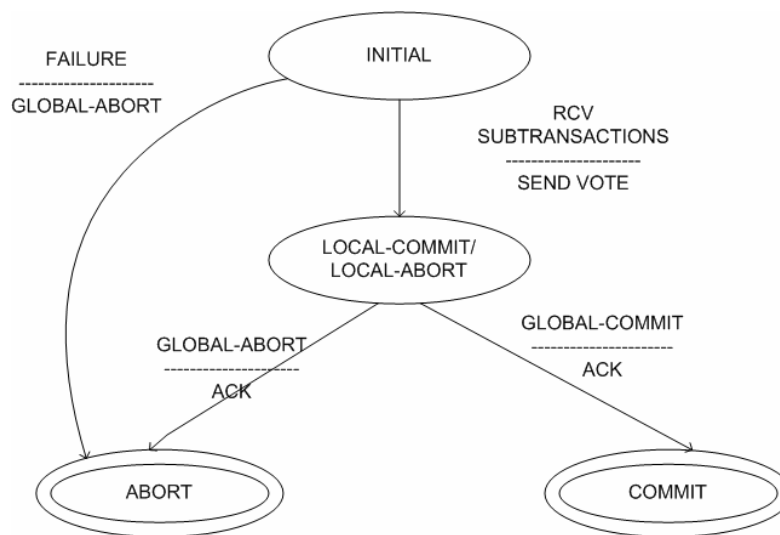 INITIAL
FAILURE
---------------------
GLOBAL-ABORT
RCV
SUBTRANSACTIONS
---------------------
SEND VOTE
LOCAL-COMMIT/
LOCAL-ABORT
GLOBAL-ABORT
---------------------
ACK
GLOBAL-COMMIT
----------------------
ACK
ABORT
COMMIT